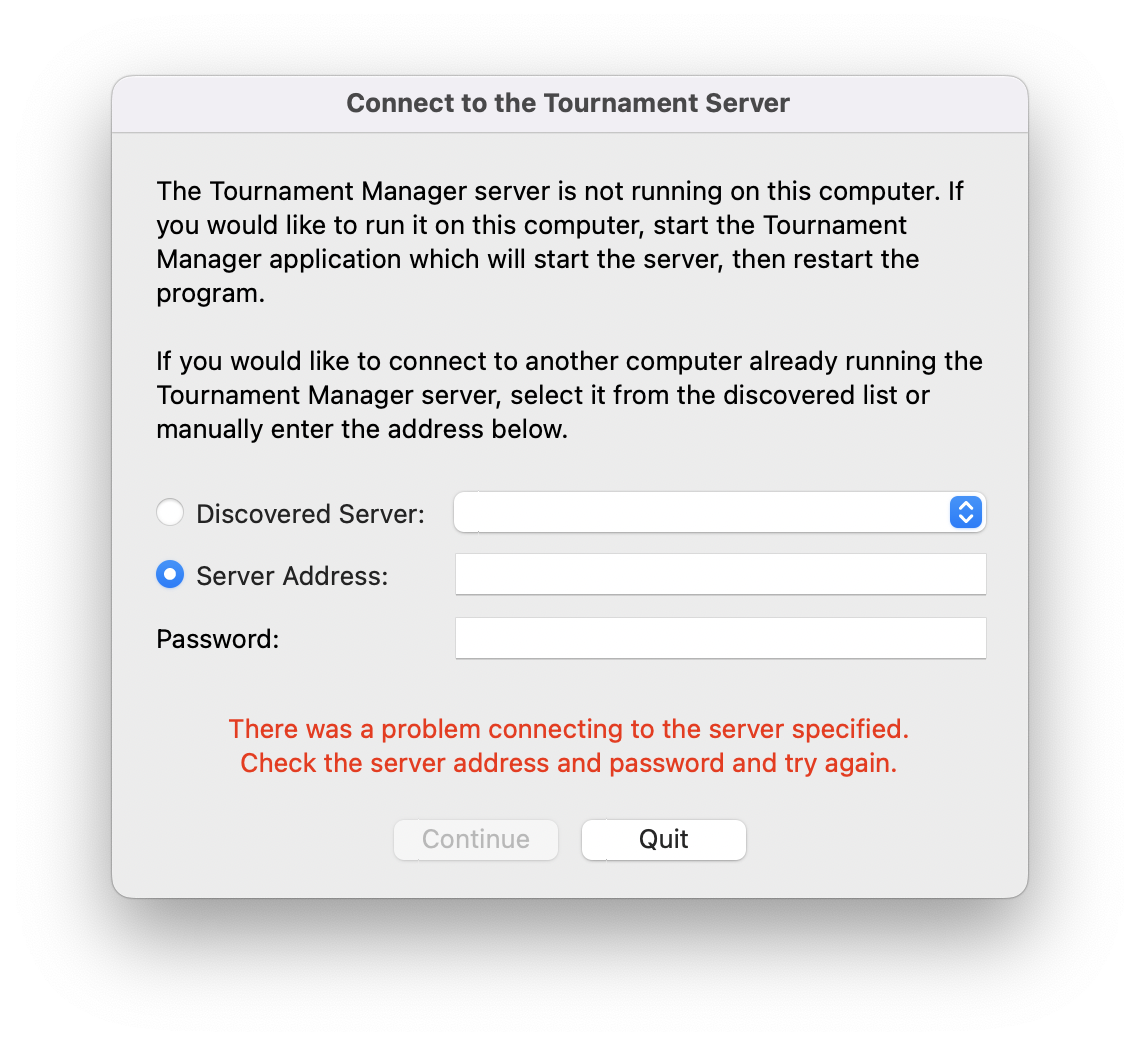 Connect to the Tournament Server
The Tournament Manager server is not running on this computer. If
you would like to run it on this computer, start the Tournament
Manager application which will start the server, then restart the
program.
If you would like to connect to another computer already running the
Tournament Manager server, select it from the discovered list or
manually enter the address below.
Discovered Server:
Server Address:
Password:
There was a problem connecting to the server specified.
Check the server address and password and try again.
Continue
Quit